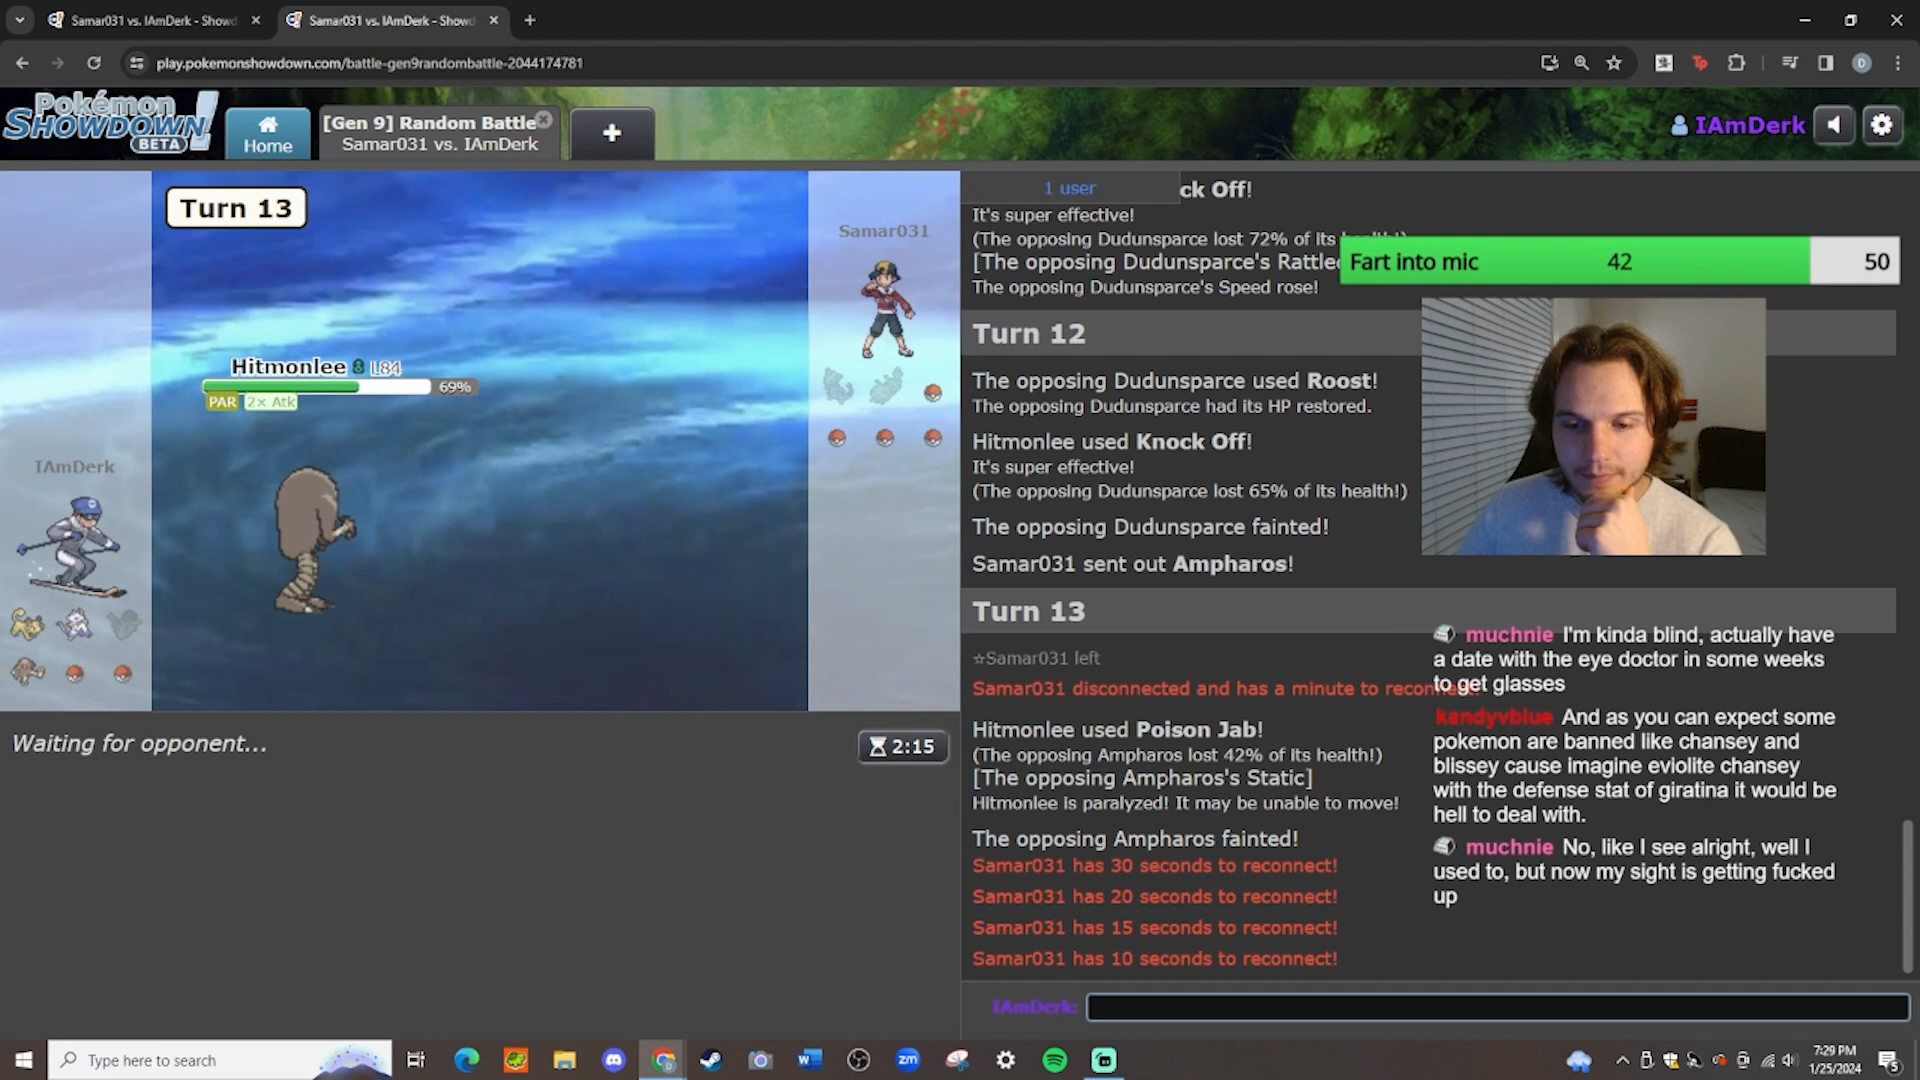 Samar031 vs. IAmDerk - Showd
Samar031 vs. IAmDerk - Showd
play.pokemonshowdown.com/battle-gen9randombattle-2044174781
Tp
D
Pokémon
SHOWDOWN!
BETA
Home
[Gen 9] Random Battle
Samar031 vs. IAmDerk
IAmDerk
Turn 13
Samar031
Hitmonlee L84
69%
PAR 2× Atk
IAmDerk
Waiting for opponent...
2:15
1 user
ck Off!
It's super effective!
(The opposing Dudunsparce lost 72% of its health!)
[The opposing Dudunsparce's Rattle
The opposing Dudunsparce's Speed rose!
Fart into mic 42 50
Turn 12
The opposing Dudunsparce used Roost!
The opposing Dudunsparce had its HP restored.
Hitmonlee used Knock Off!
It's super effective!
(The opposing Dudunsparce lost 65% of its health!)
The opposing Dudunsparce fainted!
Samar031 sent out Ampharos!
Turn 13
☆Samar031 left
Samar031 disconnected and has a minute to reconnect!
Hitmonlee used Poison Jab!
(The opposing Ampharos lost 42% of its health!)
[The opposing Ampharos's Static]
Hitmonlee is paralyzed! It may be unable to move!
The opposing Ampharos fainted!
Samar031 has 30 seconds to reconnect!
Samar031 has 20 seconds to reconnect!
Samar031 has 15 seconds to reconnect!
Samar031 has 10 seconds to reconnect!
IAmDerk:
muchnie I'm kinda blind, actually have
a date with the eye doctor in some weeks
to get glasses
kandyvblue And as you can expect some
pokemon are banned like chansey and
blissey cause imagine eviolite chansey
with the defense stat of giratina it would be
hell to deal with.
muchnie No, like I see alright, well I
used to, but now my sight is getting fucked
up
Type here to search
zm
7:29 PM
1/25/2024
5